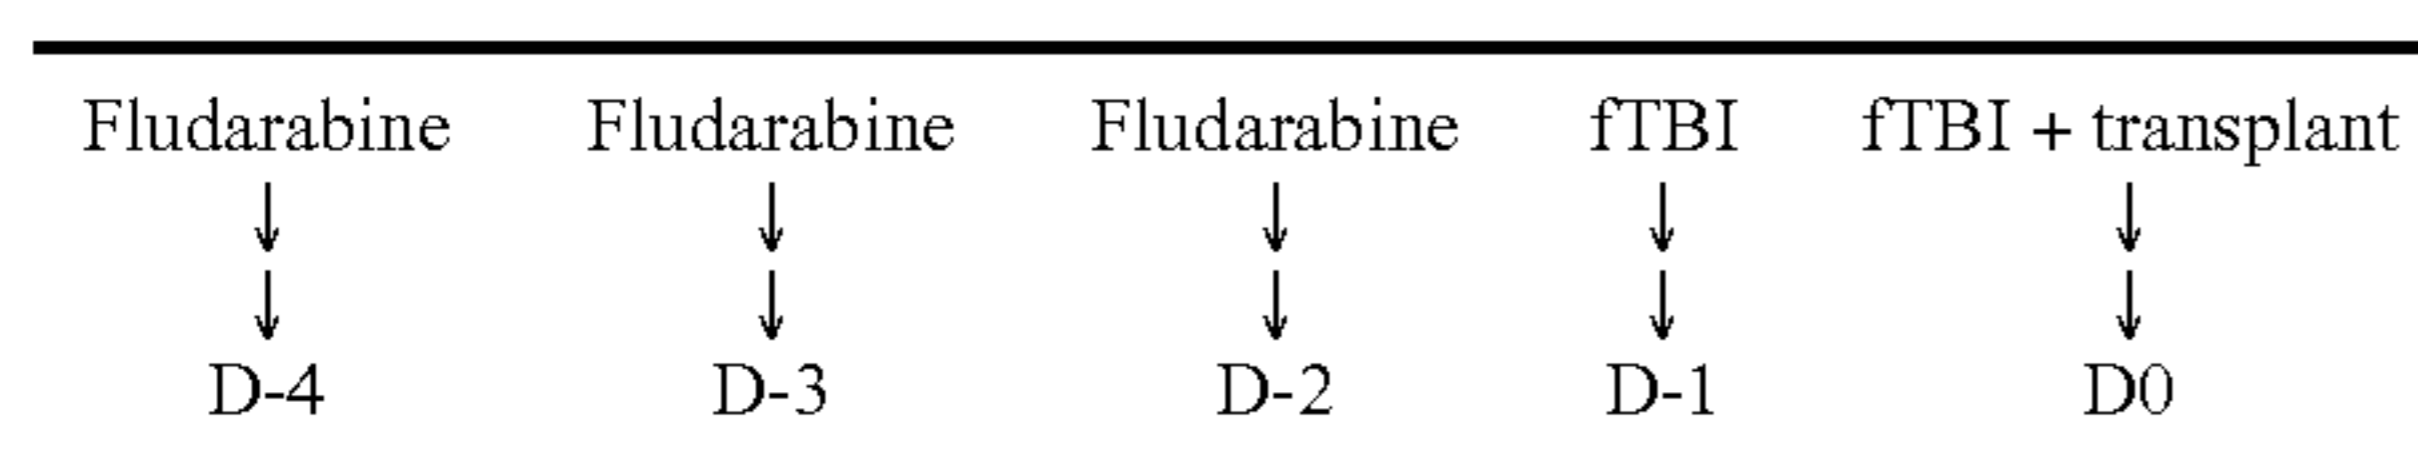 Fludarabine Fludarabine Fludarabine fTBI fTBI + transplant
↓ ↓ ↓ ↓ ↓
↓ ↓ ↓ ↓ ↓
D-4 D-3 D-2 D-1 D0